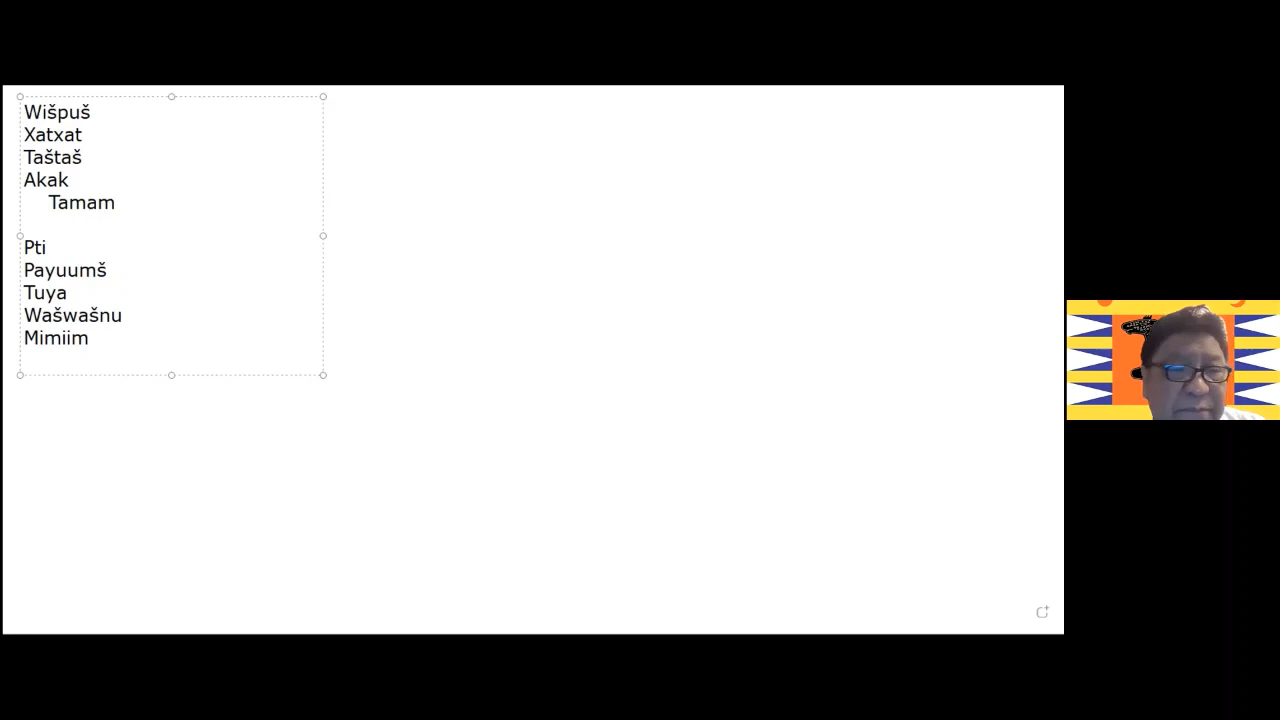 Wišpuš
Xatxat
Taštaš
Akak
Tamam
Pti
Payuumš
Tuya
Wašwašnu
Mimiim